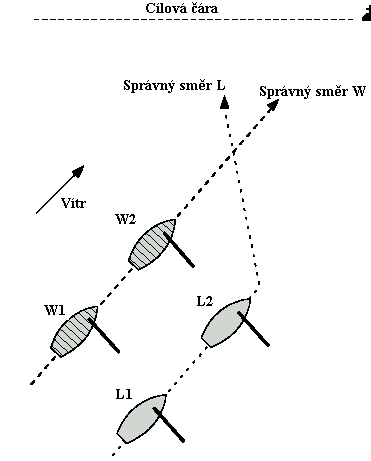 Cílová čára
Správný směr L
Správný směr W
Vítr
W2
W1
L2
L1